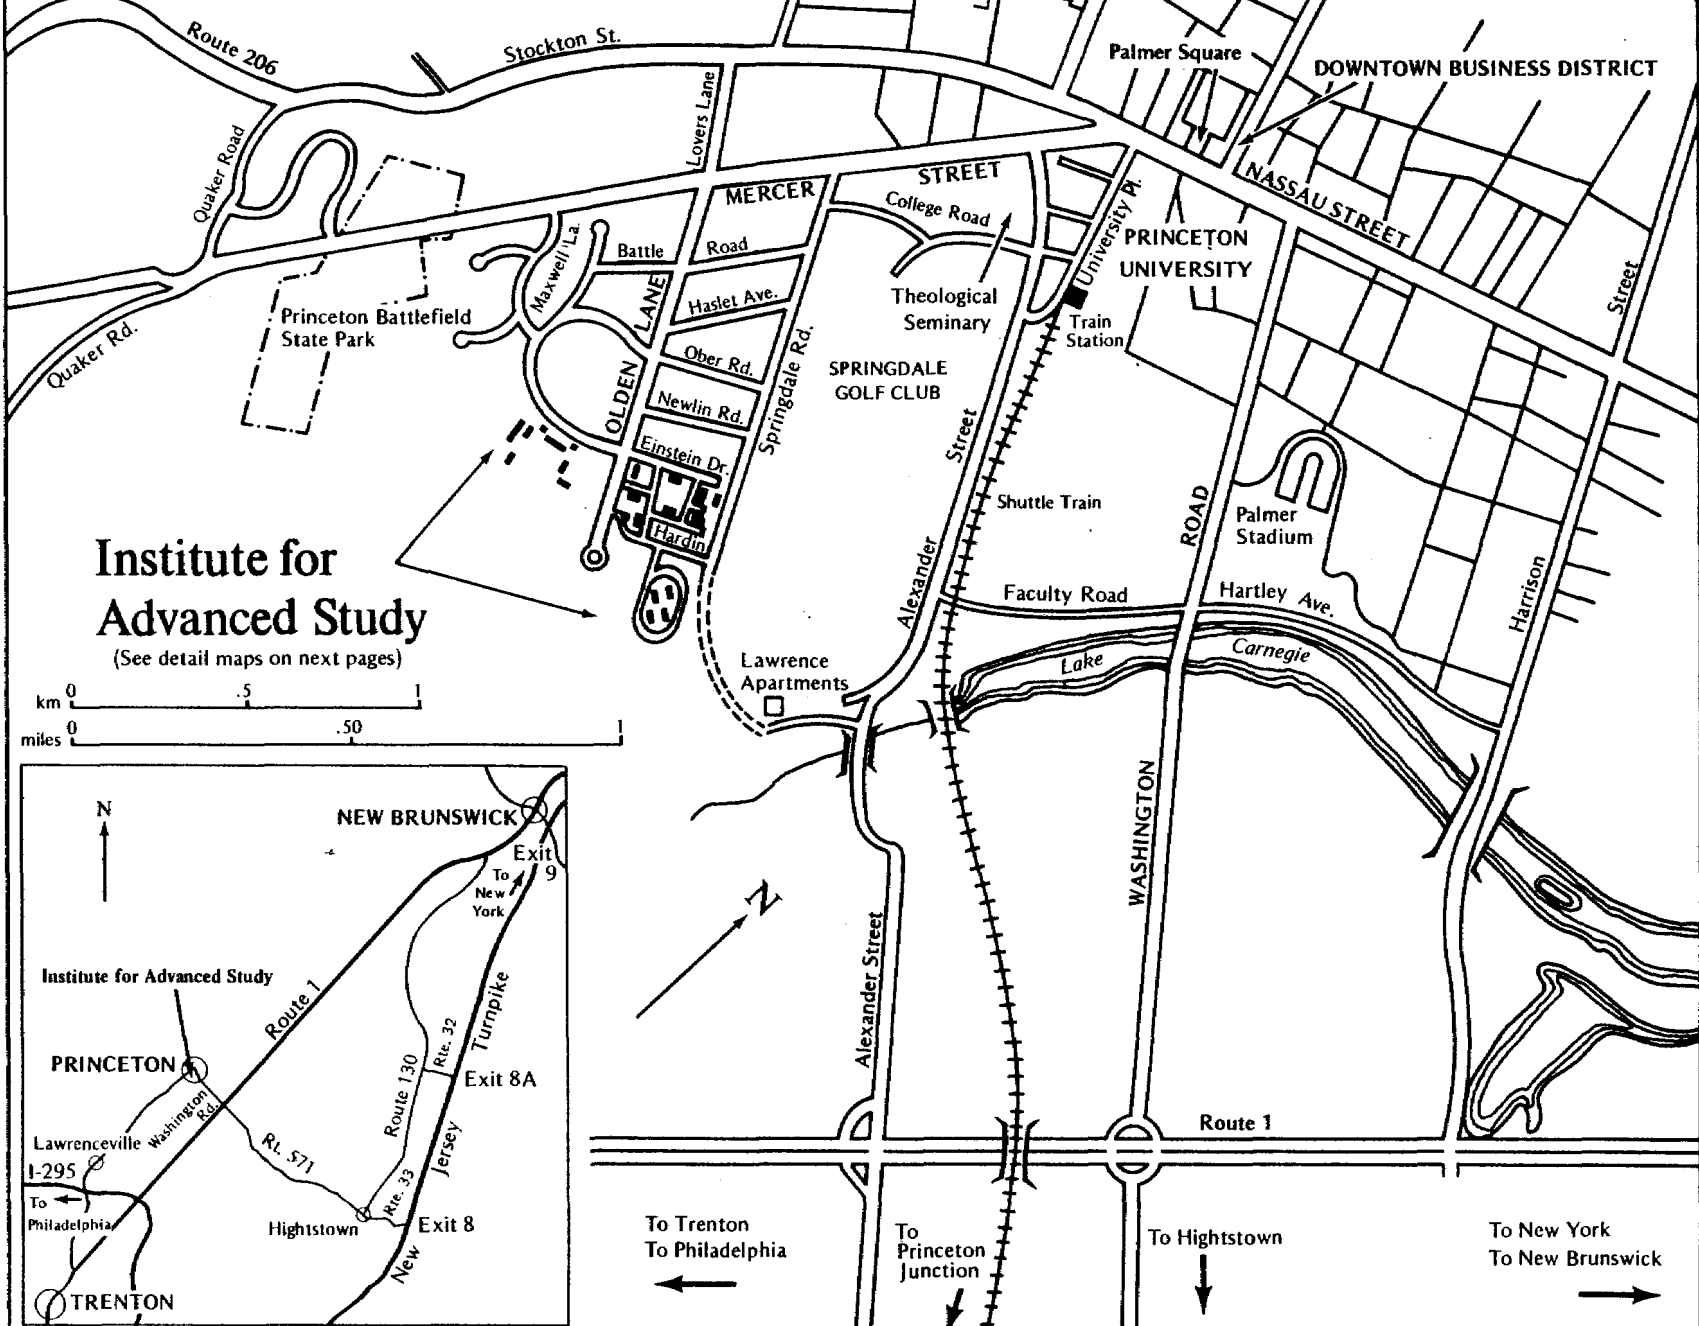 Route 206
Stockton St.
Palmer Square
DOWNTOWN BUSINESS DISTRICT
Quaker Road
Lovers Lane
MERCER
STREET
College Road
University Pl.
NASSAU STREET
PRINCETON
UNIVERSITY
Street
Maxwell La.
Battle
Road
Haslet Ave.
OLDEN
LANE
Ober Rd.
Newlin Rd.
Einstein Dr.
Hardin
Springdale Rd.
Princeton Battlefield
State Park
Quaker Rd.
Theological
Seminary
Train
Station
SPRINGDALE
GOLF CLUB
Alexander
Street
Shuttle Train
ROAD
Palmer
Stadium
Harrison
Institute for
Advanced Study
(See detail maps on next pages)
Faculty Road
Hartley Ave.
Lake
Carnegie
Lawrence
Apartments
km 0 .5 1
miles 0 .50 1
WASHINGTON
N
Alexander Street
Route 1
N
NEW BRUNSWICK
Exit
9
To
New
York
Institute for Advanced Study
Route 1
Turnpike
Rte. 32
PRINCETON
Exit 8A
Washington
Rd.
Route 130
Lawrenceville
Rt. 571
Jersey
I-295
To
Philadelphia
Rte. 33
Hightstown
Exit 8
New
TRENTON
To Trenton
To Philadelphia
To
Princeton
Junction
To Hightstown
To New York
To New Brunswick